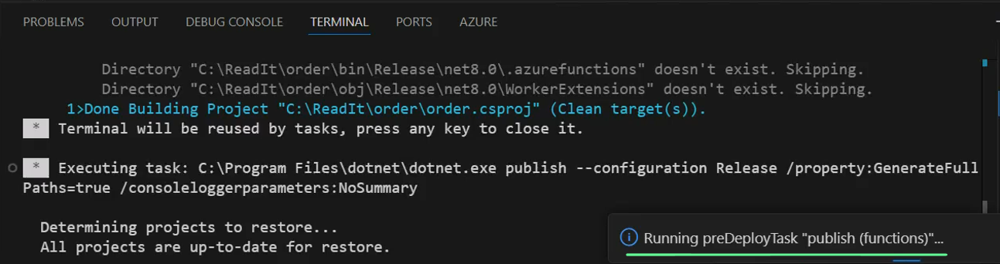 PROBLEMS OUTPUT DEBUG CONSOLE TERMINAL PORTS AZURE
Directory "C:\ReadIt\order\bin\Release\net8.0\.azurefunctions" doesn't exist. Skipping.
Directory "C:\ReadIt\order\obj\Release\net8.0\WorkerExtensions" doesn't exist. Skipping.
1>Done Building Project "C:\ReadIt\order\order.csproj" (Clean target(s)).
* Terminal will be reused by tasks, press any key to close it.
* Executing task: C:\Program Files\dotnet\dotnet.exe publish --configuration Release /property:GenerateFull
Paths=true /consoleloggerparameters:NoSummary
Determining projects to restore...
All projects are up-to-date for restore.
Running preDeployTask "publish (functions)"...